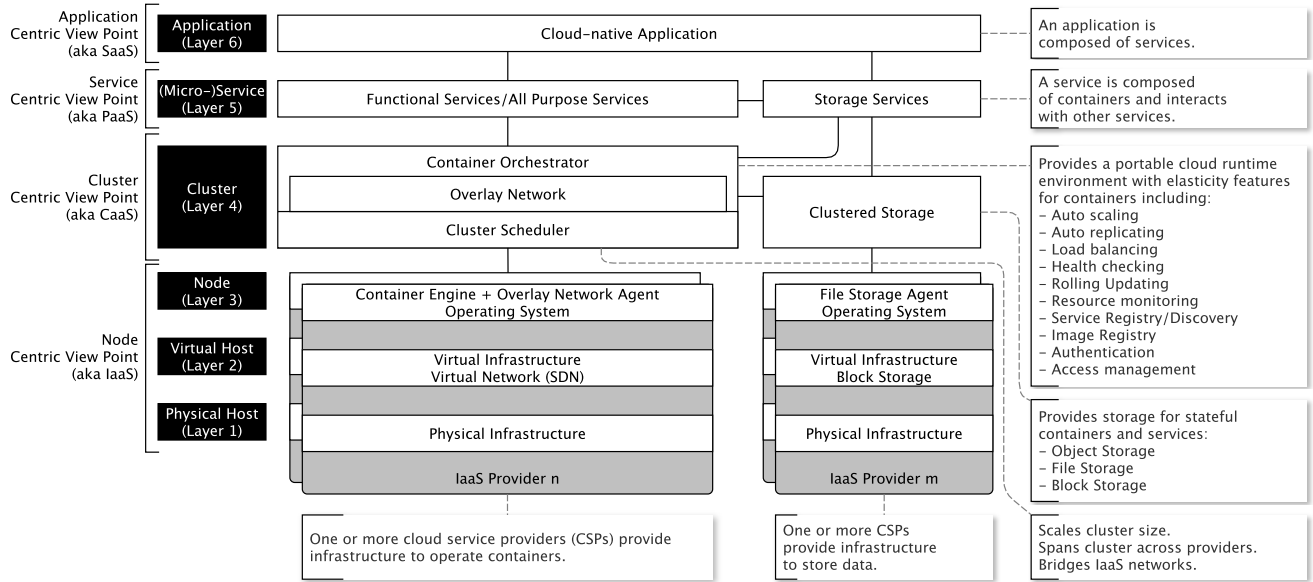 Application
Centric View Point
(aka SaaS)
Application
(Layer 6)
Cloud-native Application
An application is
composed of services.
Service
Centric View Point
(aka PaaS)
(Micro-)Service
(Layer 5)
Functional Services/All Purpose Services
Storage Services
A service is composed
of containers and interacts
with other services.
Cluster
Centric View Point
(aka CaaS)
Cluster
(Layer 4)
Container Orchestrator
Overlay Network
Cluster Scheduler
Clustered Storage
Provides a portable cloud runtime
environment with elasticity features
for containers including:
– Auto scaling
– Auto replicating
– Load balancing
– Health checking
– Rolling Updating
– Resource monitoring
– Service Registry/Discovery
– Image Registry
– Authentication
– Access management
Node
Centric View Point
(aka IaaS)
Node
(Layer 3)
Container Engine + Overlay Network Agent
Operating System
File Storage Agent
Operating System
Virtual Host
(Layer 2)
Virtual Infrastructure
Virtual Network (SDN)
Virtual Infrastructure
Block Storage
Physical Host
(Layer 1)
Physical Infrastructure
Physical Infrastructure
IaaS Provider n
IaaS Provider m
Provides storage for stateful
containers and services:
– Object Storage
– File Storage
– Block Storage
One or more cloud service providers (CSPs) provide
infrastructure to operate containers.
One or more CSPs
provide infrastructure
to store data.
Scales cluster size.
Spans cluster across providers.
Bridges IaaS networks.